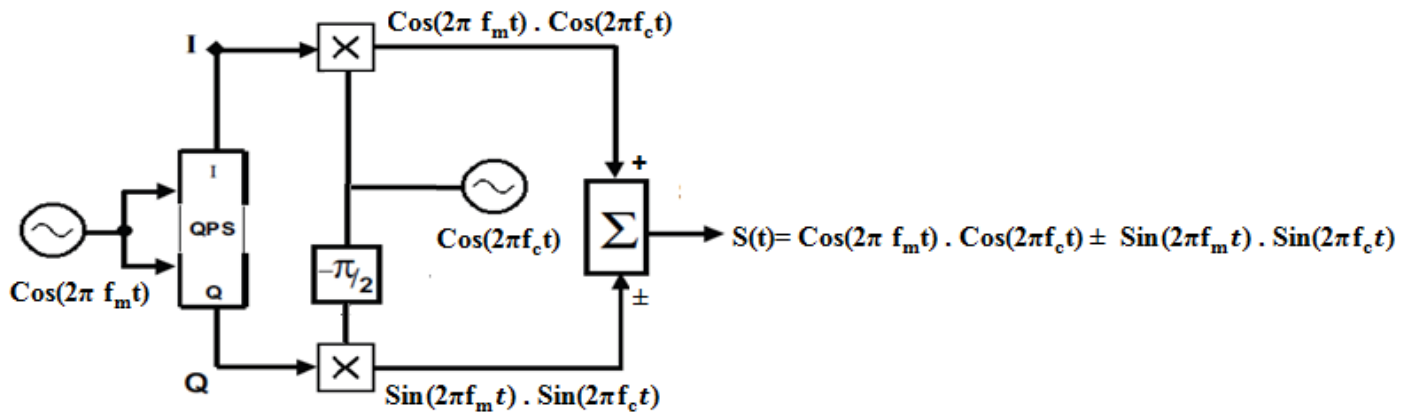 Cos(2π fmt) . Cos(2πfct)
I
×
+
I
QPS
Q
Cos(2π fmt)
Cos(2πfct)
−π/2
Σ
S(t)= Cos(2π fmt) . Cos(2πfct) ± Sin(2πfmt) . Sin(2πfct)
±
×
Q
Sin(2πfmt) . Sin(2πfct)